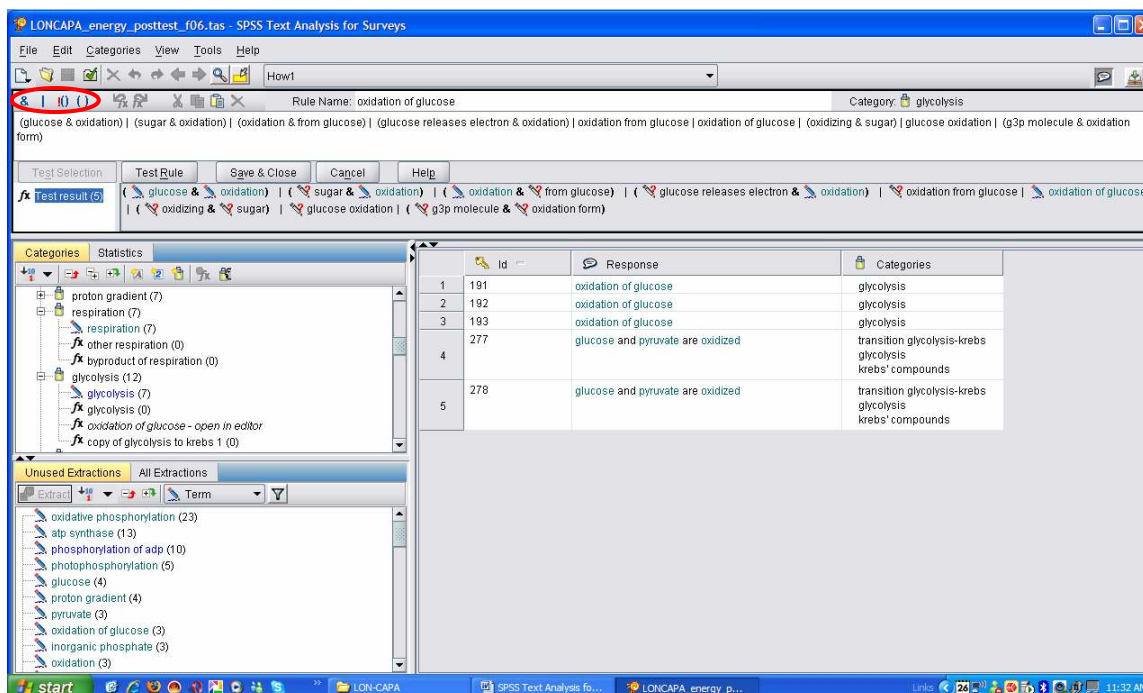 LONCAPA_energy_posttest_f06.tas - SPSS Text Analysis for Surveys
File Edit Categories View Tools Help
How1
& | !() () Rule Name: oxidation of glucose Category: glycolysis
(glucose & oxidation) | (sugar & oxidation) | (oxidation & from glucose) | (glucose releases electron & oxidation) | oxidation from glucose | oxidation of glucose | (oxidizing & sugar) | glucose oxidation | (g3p molecule & oxidation
form)
Test Selection Test Rule Save & Close Cancel Help
fx Test result (5) ( glucose & oxidation) | ( sugar & oxidation) | ( oxidation & from glucose) | ( glucose releases electron & oxidation) | oxidation from glucose | oxidation of glucose
| ( oxidizing & sugar) | glucose oxidation | ( g3p molecule & oxidation form)
Categories Statistics
proton gradient (7)
respiration (7)
respiration (7)
fx other respiration (0)
fx byproduct of respiration (0)
glycolysis (12)
glycolysis (7)
fx glycolysis (0)
fx oxidation of glucose - open in editor
fx copy of glycolysis to krebs 1 (0)
Unused Extractions All Extractions
Extract Term
oxidative phosphorylation (23)
atp synthase (13)
phosphorylation of adp (10)
photophosphorylation (5)
glucose (4)
proton gradient (4)
pyruvate (3)
oxidation of glucose (3)
inorganic phosphate (3)
oxidation (3)
Id Response Categories
1 191 oxidation of glucose glycolysis
2 192 oxidation of glucose glycolysis
3 193 oxidation of glucose glycolysis
4 277 glucose and pyruvate are oxidized transition glycolysis-krebs
glycolysis
krebs' compounds
5 278 glucose and pyruvate are oxidized transition glycolysis-krebs
glycolysis
krebs' compounds
start LON-CAPA SPSS Text Analysis fo... LONCAPA_energy_p... Links 26 11:32 AM